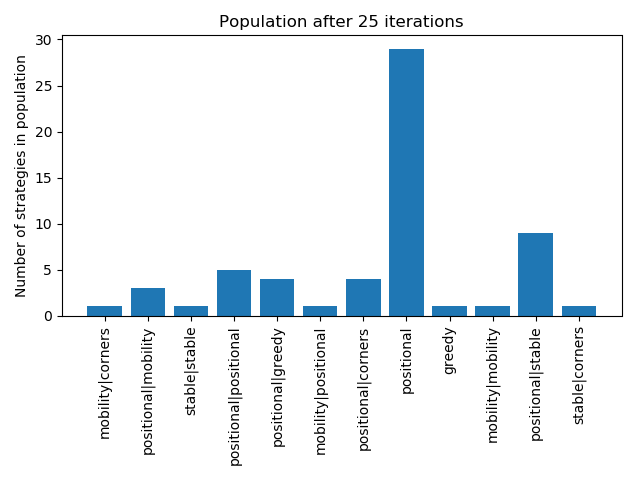 Population after 25 iterations
Number of strategies in population
30
25
20
15
10
5
0
mobility|corners
positional|mobility
stable|stable
positional|positional
positional|greedy
mobility|positional
positional|corners
positional
greedy
mobility|mobility
positional|stable
stable|corners